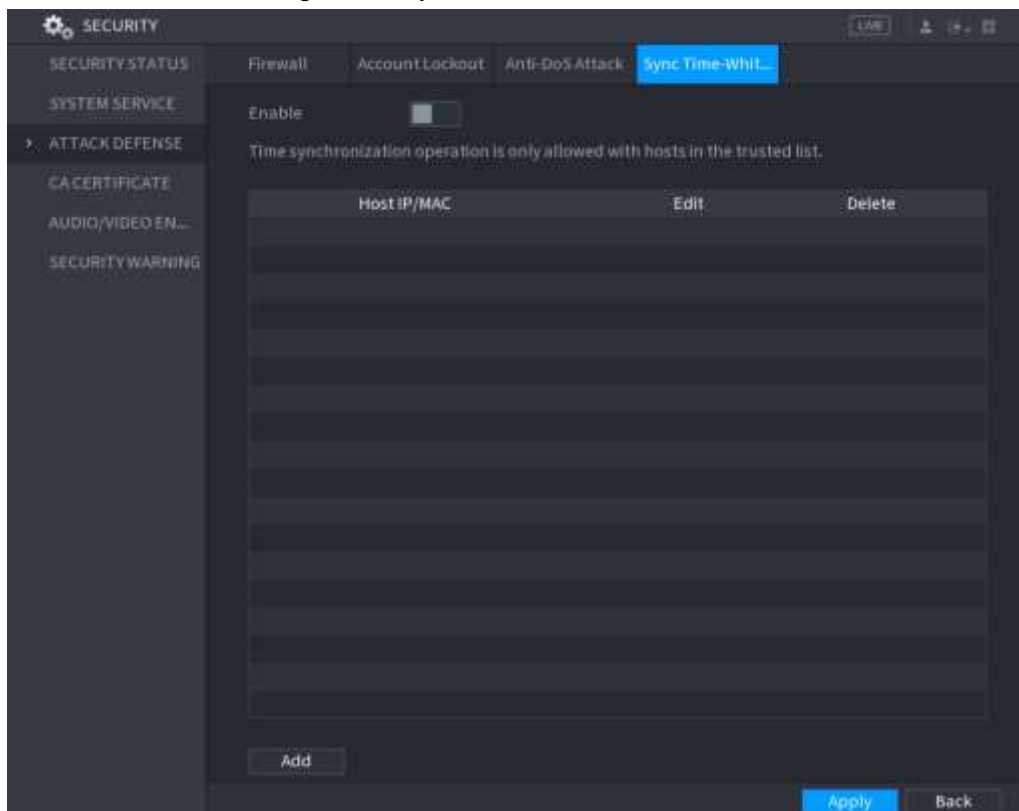 SECURITY
LIVE
SECURITY STATUS
SYSTEM SERVICE
ATTACK DEFENSE
CA CERTIFICATE
AUDIO/VIDEO EN...
SECURITY WARNING
Firewall Account Lockout Anti-DoS Attack Sync Time-Whit...
Enable
Time synchronization operation is only allowed with hosts in the trusted list.
Host IP/MAC Edit Delete
Add
Apply Back